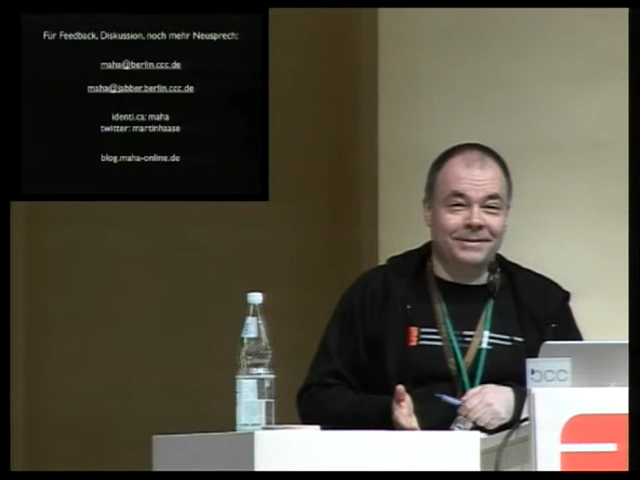 Für Feedback, Diskussion, noch mehr Neusprech:
maha@berlin.ccc.de
maha@jabber.berlin.ccc.de
identi.ca: maha
twitter: martinhaase
blog.maha-online.de
bcc